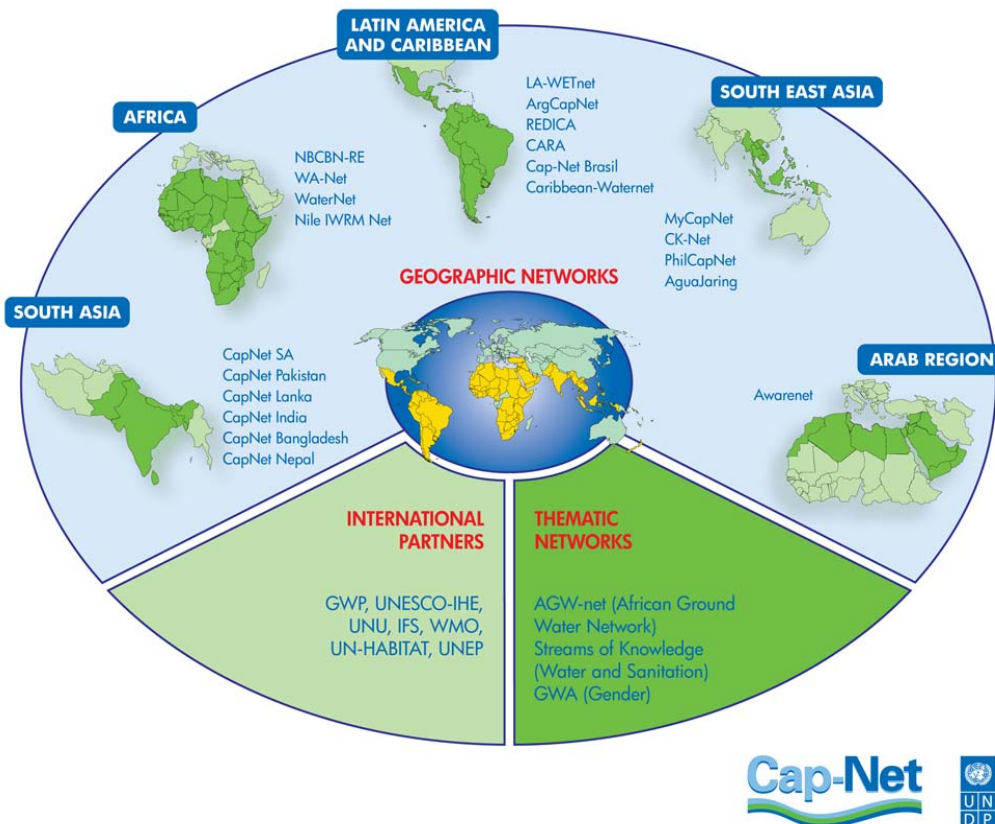 LATIN AMERICA
AND CARIBBEAN
LA-WETnet
ArgCapNet
REDICA
CARA
Cap-Net Brasil
Caribbean-Waternet
SOUTH EAST ASIA
MyCapNet
CK-Net
PhilCapNet
AguaJaring
AFRICA
NBCBN-RE
WA-Net
WaterNet
Nile IWRM Net
GEOGRAPHIC NETWORKS
SOUTH ASIA
CapNet SA
CapNet Pakistan
CapNet Lanka
CapNet India
CapNet Bangladesh
CapNet Nepal
ARAB REGION
Awarenet
INTERNATIONAL
PARTNERS
GWP, UNESCO-IHE,
UNU, IFS, WMO,
UN-HABITAT, UNEP
THEMATIC
NETWORKS
AGW-net (African Ground
Water Network)
Streams of Knowledge
(Water and Sanitation)
GWA (Gender)
Cap-Net
UN
DP